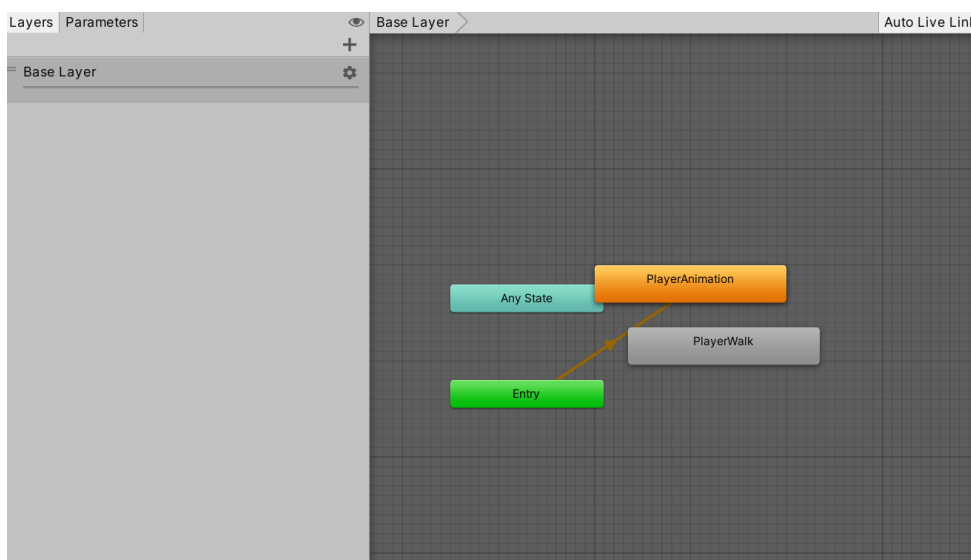 Layers Parameters
Base Layer
Auto Live Link
Base Layer
PlayerAnimation
Any State
PlayerWalk
Entry